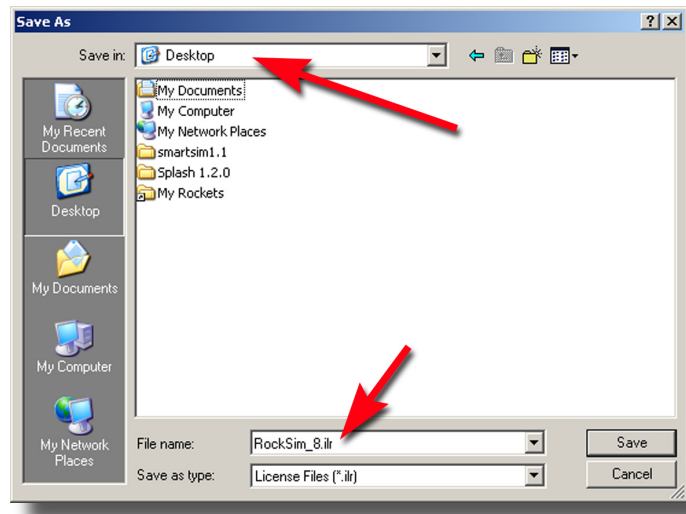 Save As
Save in:
Desktop
My Recent
Documents
Desktop
My Documents
My Computer
My Network
Places
My Documents
My Computer
My Network Places
smartsim1.1
Splash 1.2.0
My Rockets
File name:
RockSim_8.ilr
Save
Save as type:
License Files (*.ilr)
Cancel